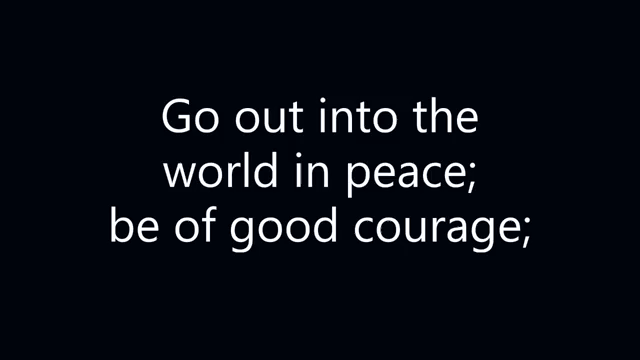 Go out into the
world in peace;
be of good courage;